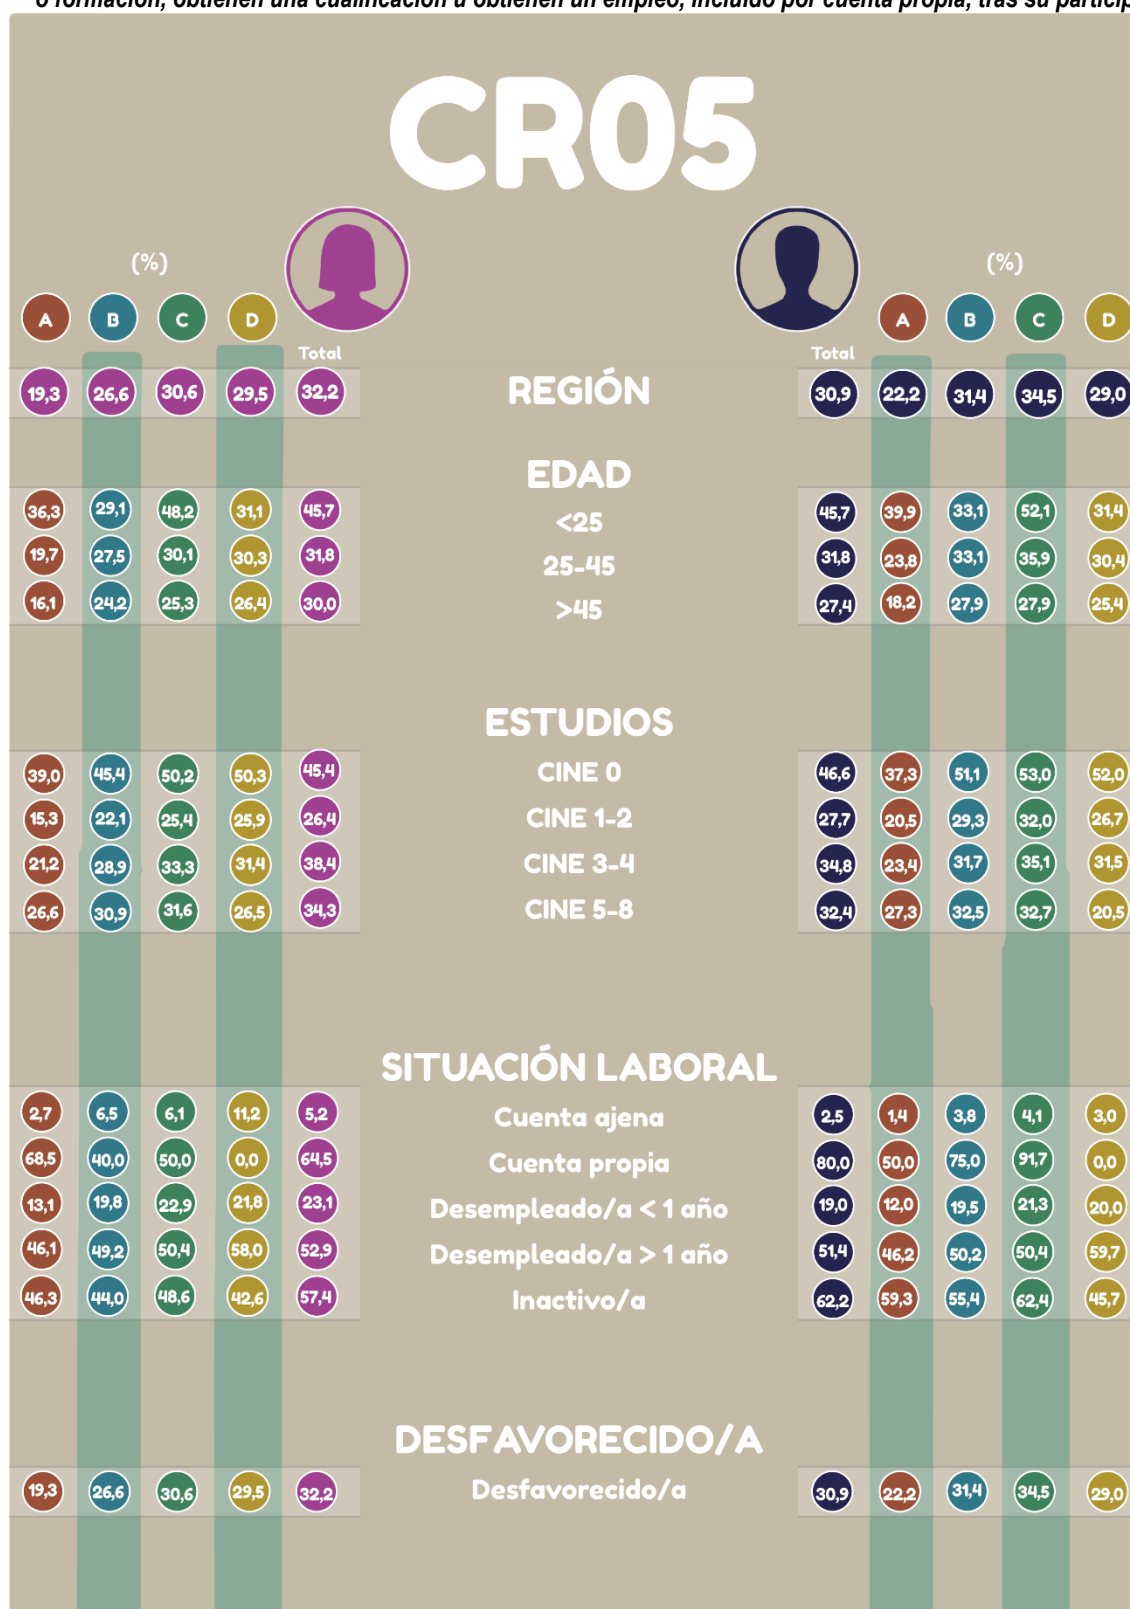 o formación, obtienen una cualificación u obtienen un empleo, incluido por cuenta propia, tras su particip
CR05
(%) (%)
A B C D Total Total A B C D
19,3 26,6 30,6 29,5 32,2 REGIÓN 30,9 22,2 31,4 34,5 29,0
EDAD
36,3 29,1 48,2 31,1 45,7 <25 45,7 39,9 33,1 52,1 31,4
19,7 27,5 30,1 30,3 31,8 25-45 31,8 23,8 33,1 35,9 30,4
16,1 24,2 25,3 26,4 30,0 >45 27,4 18,2 27,9 27,9 25,4
ESTUDIOS
39,0 45,4 50,2 50,3 45,4 CINE 0 46,6 37,3 51,1 53,0 52,0
15,3 22,1 25,4 25,9 26,4 CINE 1-2 27,7 20,5 29,3 32,0 26,7
21,2 28,9 33,3 31,4 38,4 CINE 3-4 34,8 23,4 31,7 35,1 31,5
26,6 30,9 31,6 26,5 34,3 CINE 5-8 32,4 27,3 32,5 32,7 20,5
SITUACIÓN LABORAL
2,7 6,5 6,1 11,2 5,2 Cuenta ajena 2,5 1,4 3,8 4,1 3,0
68,5 40,0 50,0 0,0 64,5 Cuenta propia 80,0 50,0 75,0 91,7 0,0
13,1 19,8 22,9 21,8 23,1 Desempleado/a < 1 año 19,0 12,0 19,5 21,3 20,0
46,1 49,2 50,4 58,0 52,9 Desempleado/a > 1 año 51,4 46,2 50,2 50,4 59,7
46,3 44,0 48,6 42,6 57,4 Inactivo/a 62,2 59,3 55,4 62,4 45,7
DESFAVORECIDO/A
19,3 26,6 30,6 29,5 32,2 Desfavorecido/a 30,9 22,2 31,4 34,5 29,0